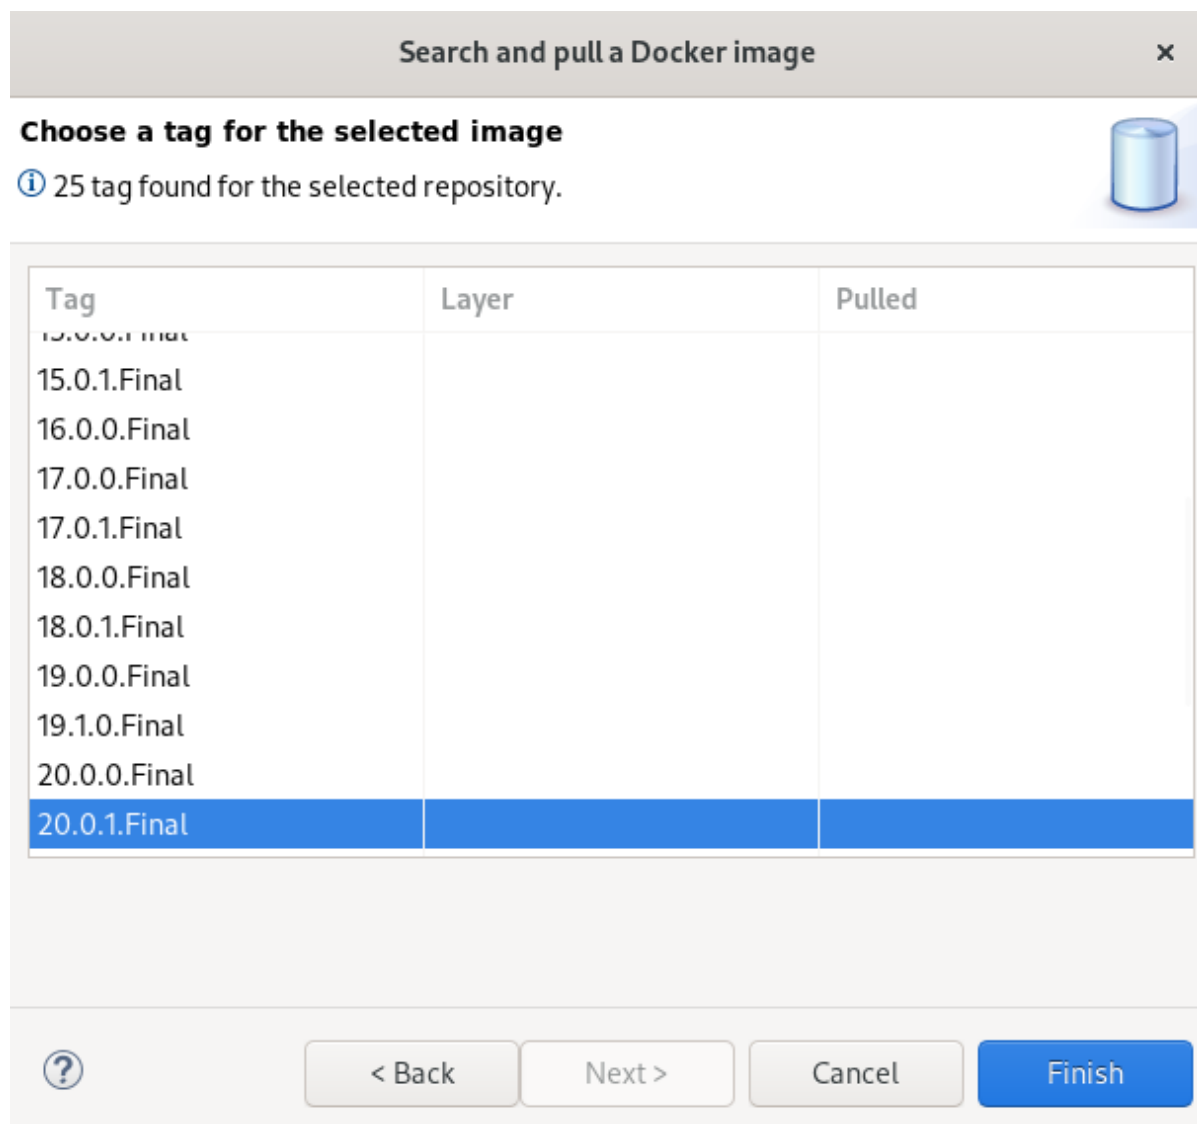 Search and pull a Docker image
Choose a tag for the selected image
25 tag found for the selected repository.
Tag Layer Pulled
15.0.1.Final
16.0.0.Final
17.0.0.Final
17.0.1.Final
18.0.0.Final
18.0.1.Final
19.0.0.Final
19.1.0.Final
20.0.0.Final
20.0.1.Final
< Back Next > Cancel Finish